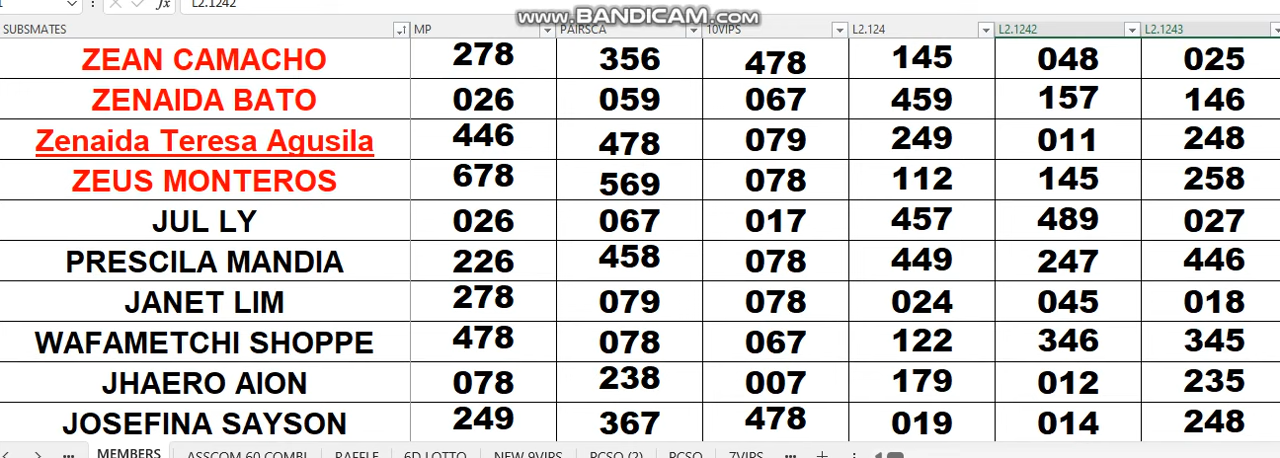 L2.1242
www.BANDICAM.com
SUBSMATES MP PAIRSCA 10VIPS L2.124 L2.1242 L2.1243
ZEAN CAMACHO 278 356 478 145 048 025
ZENAIDA BATO 026 059 067 459 157 146
Zenaida Teresa Agusila 446 478 079 249 011 248
ZEUS MONTEROS 678 569 078 112 145 258
JUL LY 026 067 017 457 489 027
PRESCILA MANDIA 226 458 078 449 247 446
JANET LIM 278 079 078 024 045 018
WAFAMETCHI SHOPPE 478 078 067 122 346 345
JHAERO AION 078 238 007 179 012 235
JOSEFINA SAYSON 249 367 478 019 014 248
MEMBERS ASSCOM 60 COMBI RAFFLE 6D LOTTO NEW 9VIPS PCSO (2) PCSO 7VIPS